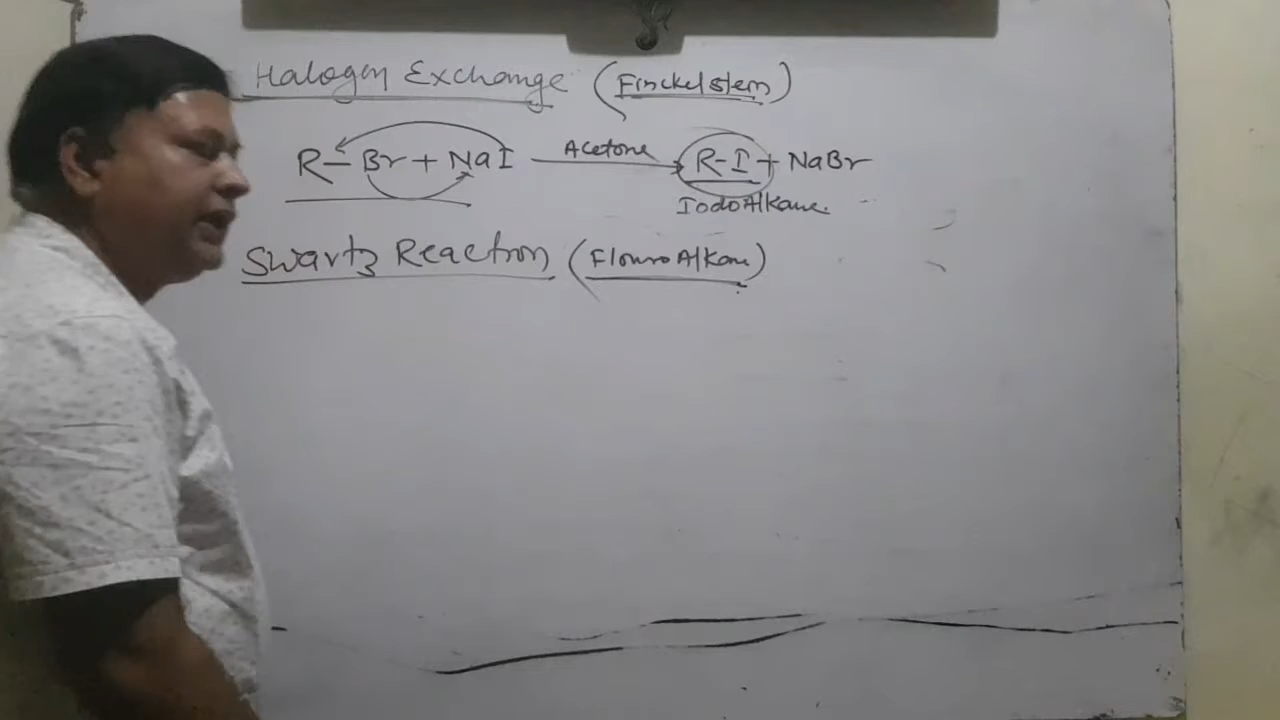 Halogen Exchange (Finckelstein)
R-Br + NaI Acetone → R-I + NaBr
IodoAlkane.
Swartz Reaction (FlouroAlkane)